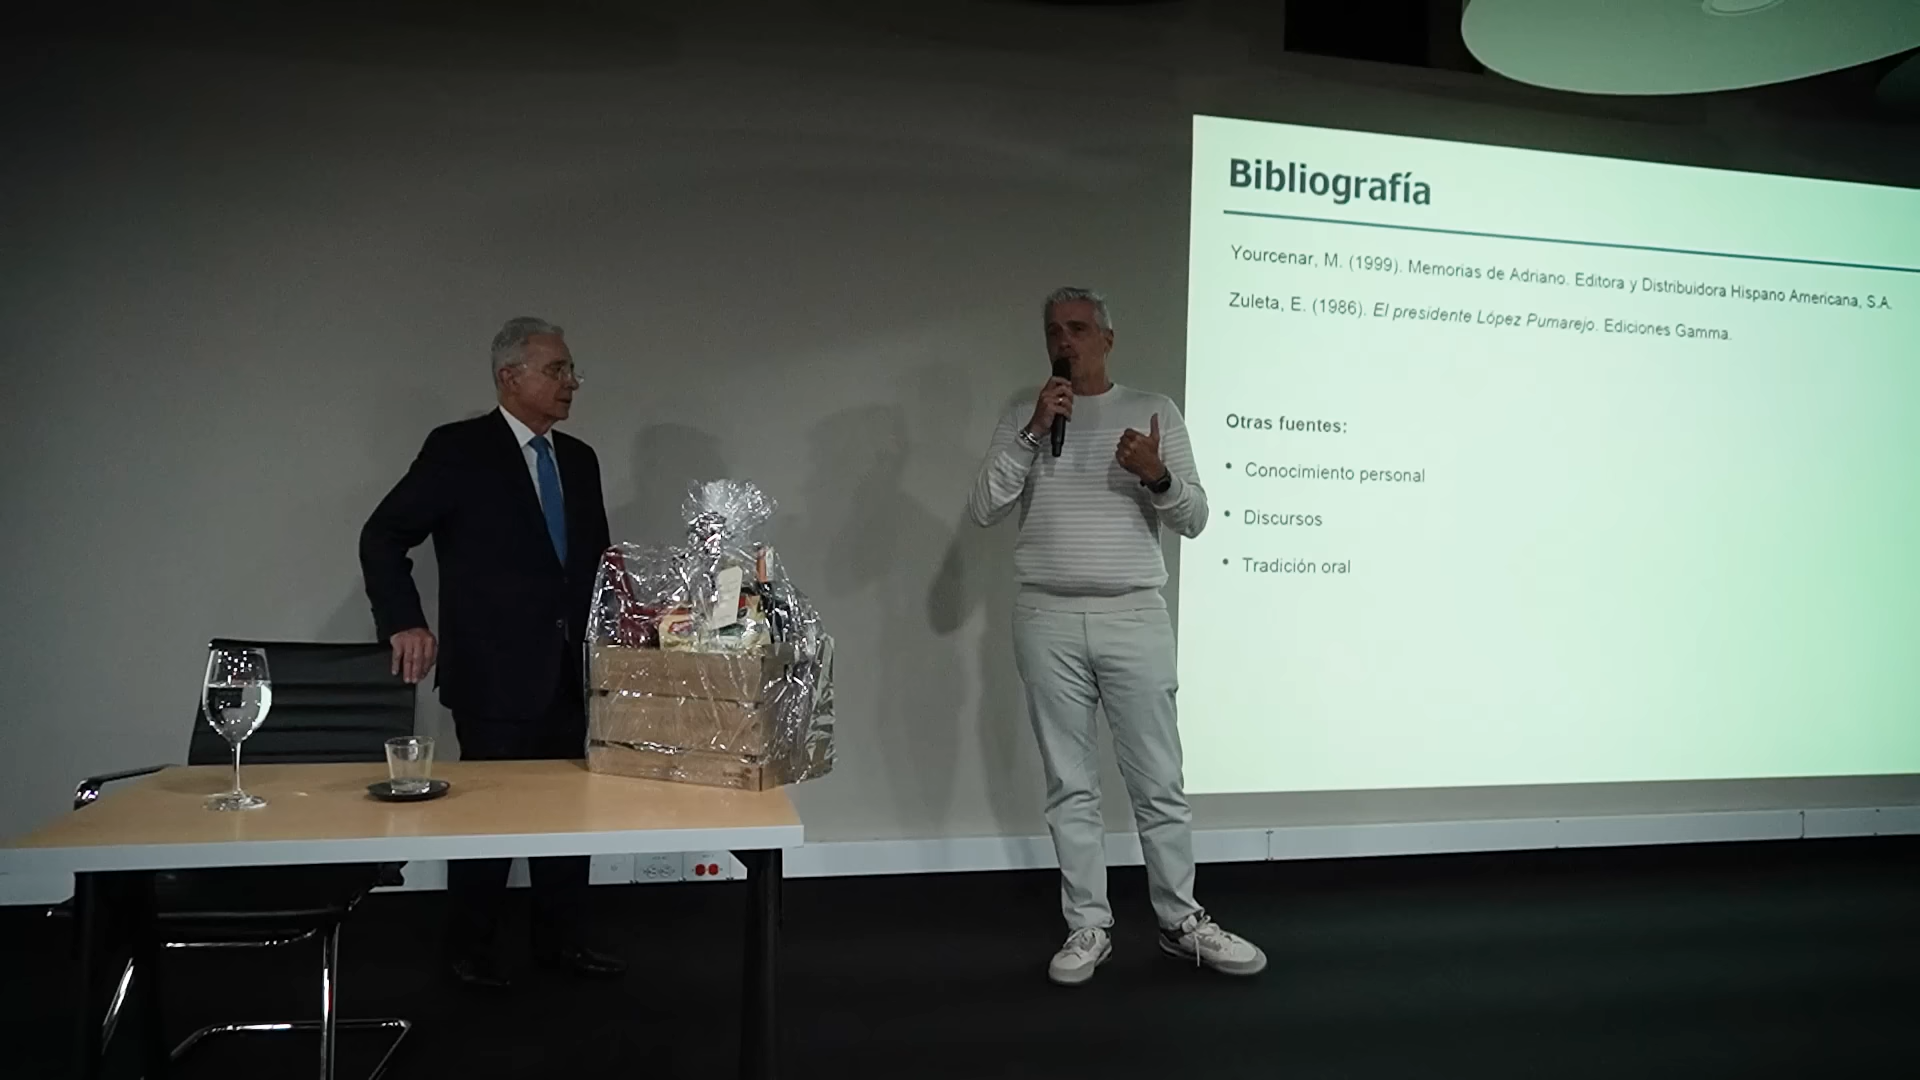 Bibliografía
Yourcenar, M. (1999). Memorias de Adriano. Editora y Distribuidora Hispano Americana, S.A.
Zuleta, E. (1986). El presidente López Pumarejo. Ediciones Gamma.
Otras fuentes:
• Conocimiento personal
• Discursos
• Tradición oral